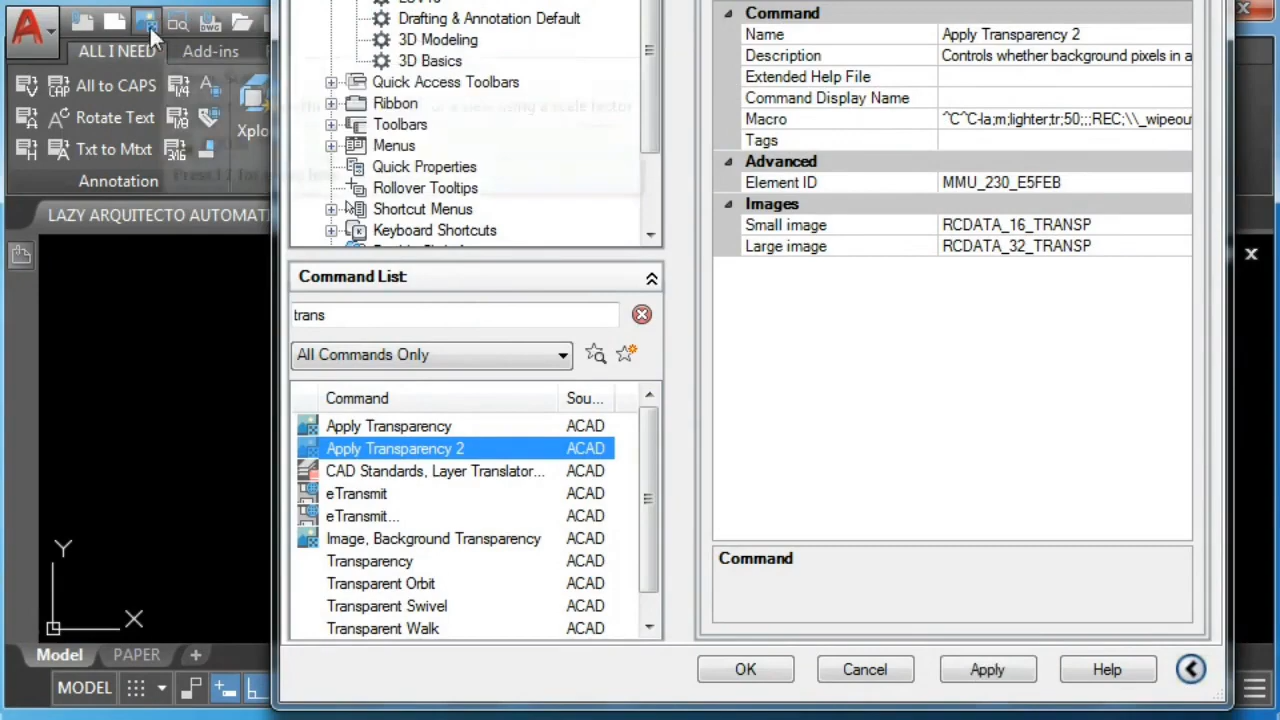 Drafting & Annotation Default
3D Modeling
3D Basics
Quick Access Toolbars
Ribbon
Toolbars
Menus
Quick Properties
Rollover Tooltips
Shortcut Menus
Keyboard Shortcuts
Command
Name Apply Transparency 2
Description Controls whether background pixels in a
Extended Help File
Command Display Name
Macro ^C^C-la;m;lighter;tr;50;;;REC;\\_wipeout
Tags
Advanced
Element ID MMU_230_E5FEB
Images
Small image RCDATA_16_TRANSP
Large image RCDATA_32_TRANSP
ALL I NEED Add-ins
All to CAPS
Rotate Text
Txt to Mtxt
Xplo
Annotation
LAZY ARQUITECTO AUTOMAT
Command List:
trans
All Commands Only
Command Sou...
Apply Transparency ACAD
Apply Transparency 2 ACAD
CAD Standards, Layer Translator... ACAD
eTransmit ACAD
eTransmit... ACAD
Image, Background Transparency ACAD
Transparency ACAD
Transparent Orbit ACAD
Transparent Swivel ACAD
Transparent Walk ACAD
Command
Y
X
Model PAPER +
MODEL
OK Cancel Apply Help